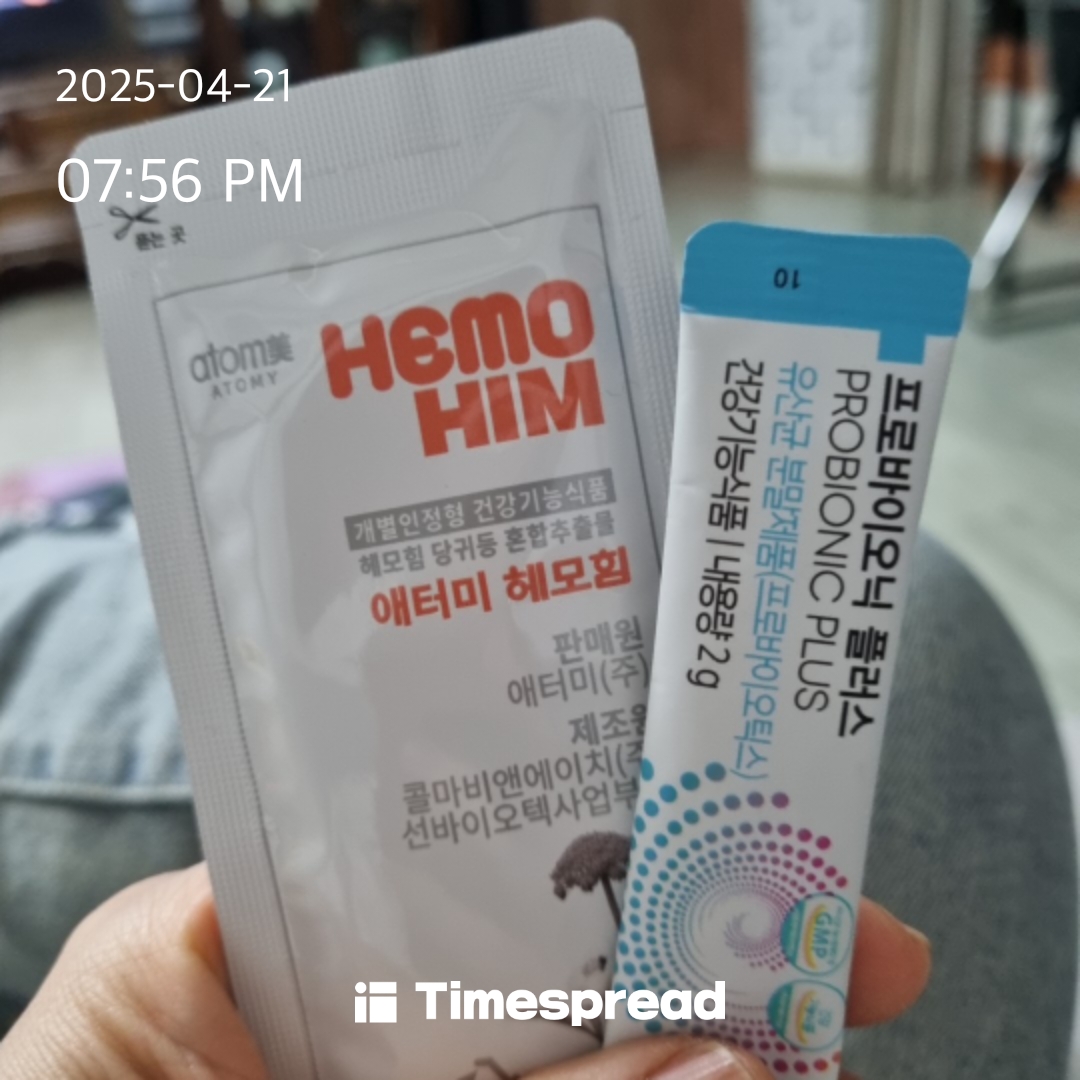 2025-04-21
07:56 PM
뜯는 곳
atom美
ATOMY
HEMO
HIM
개별인정형 건강기능식품
헤모힘 당귀등 혼합추출물
애터미 헤모힘
판매원
애터미(주)
제조원
콜마비앤에이치(주
선바이오텍사업부
10
프로바이오닉 플러스
PROBIONIC PLUS
유산균 분말제품(프로바이오틱스)
건강기능식품 | 내용량 2g
GMP
Timespread